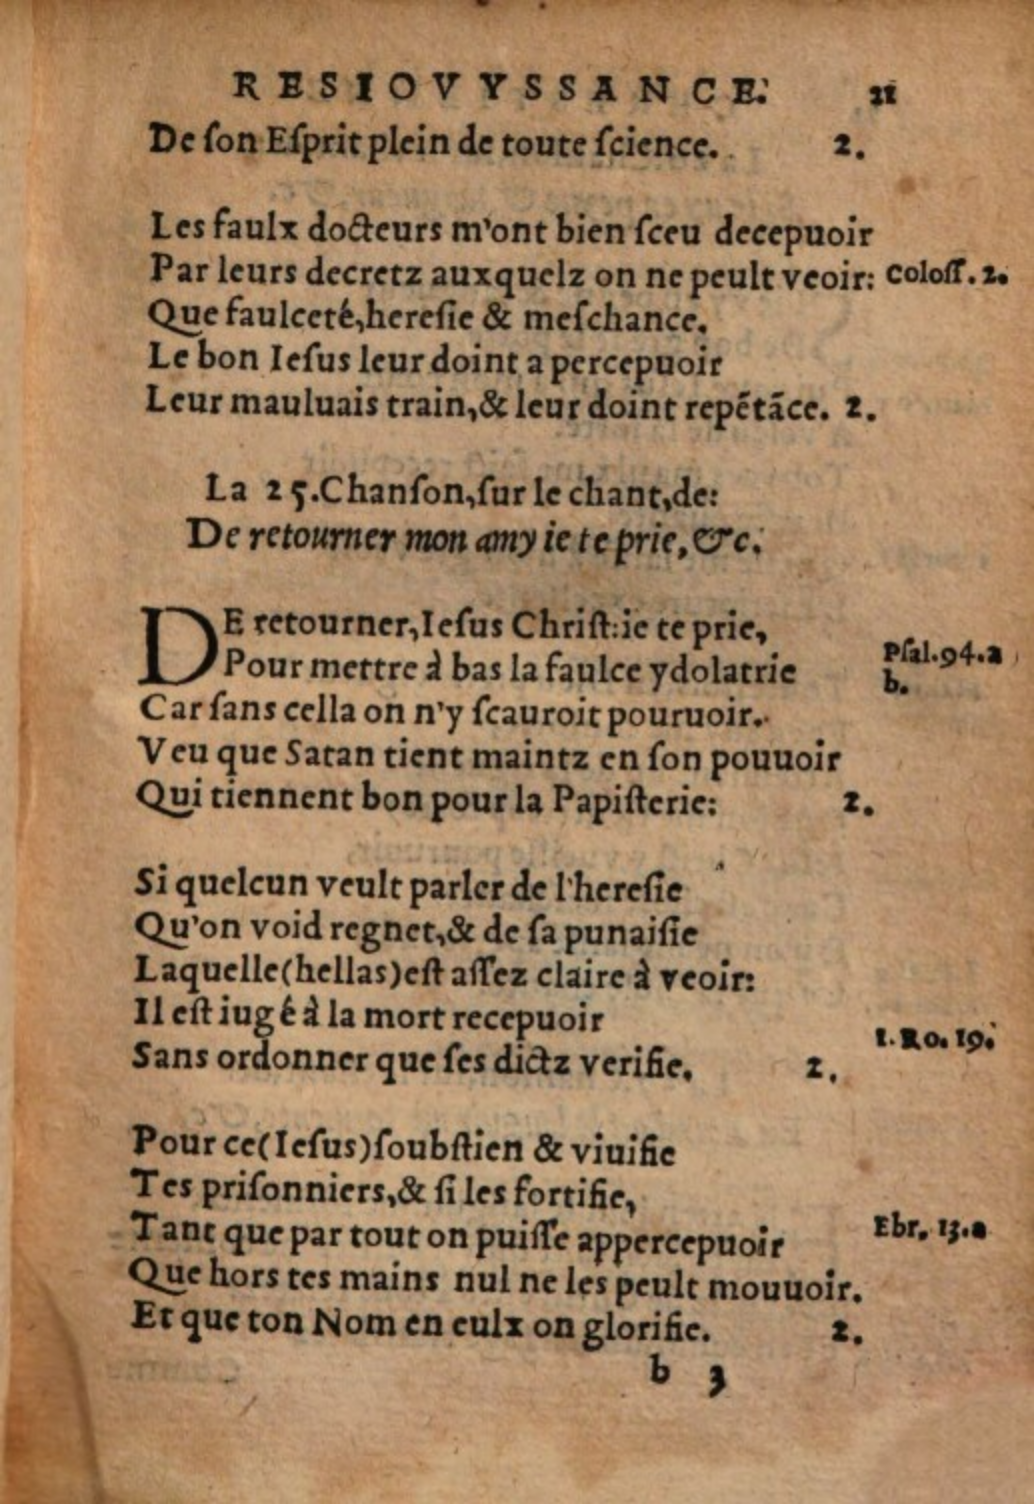 RESIOVYSSANCE. 21
De ſon Eſprit plein de toute ſcience. 2.
Les faulx docteurs m'ont bien ſceu decepuoir
Par leurs decretz auxquelz on ne peult veoir: Coloſſ. 2.
Que faulceté, hereſie & meſchance.
Le bon Ieſus leur doint a percepuoir
Leur mauluais train, & leur doint repẽtãce. 2.
La 25. Chanſon, ſur le chant, de:
De retourner mon amy ie te prie, &c.
DE retourner, Ieſus Chriſt: ie te prie,
Pour mettre à bas la faulce ydolatrie Pſal. 94. a
b.
Car ſans cella on n'y ſcauroit pouruoir.
Veu que Satan tient maintz en ſon pouuoir
Qui tiennent bon pour la Papiſterie: 2.
Si quelcun veult parler de l'hereſie
Qu'on void regner, & de ſa punaiſie
Laquelle (hellas) eſt aſſez claire à veoir:
Il eſt iugé à la mort recepuoir
1. Ro. 19.
Sans ordonner que ſes dictz verifie. 2.
Pour ce (Ieſus) ſoubſtien & viuifie
Tes priſonniers, & ſi les fortifie,
Tant que par tout on puiſſe appercepuoir Ebr. 13. a
Que hors tes mains nul ne les peult mouuoir.
Et que ton Nom en eulx on glorifie. 2.
b 3